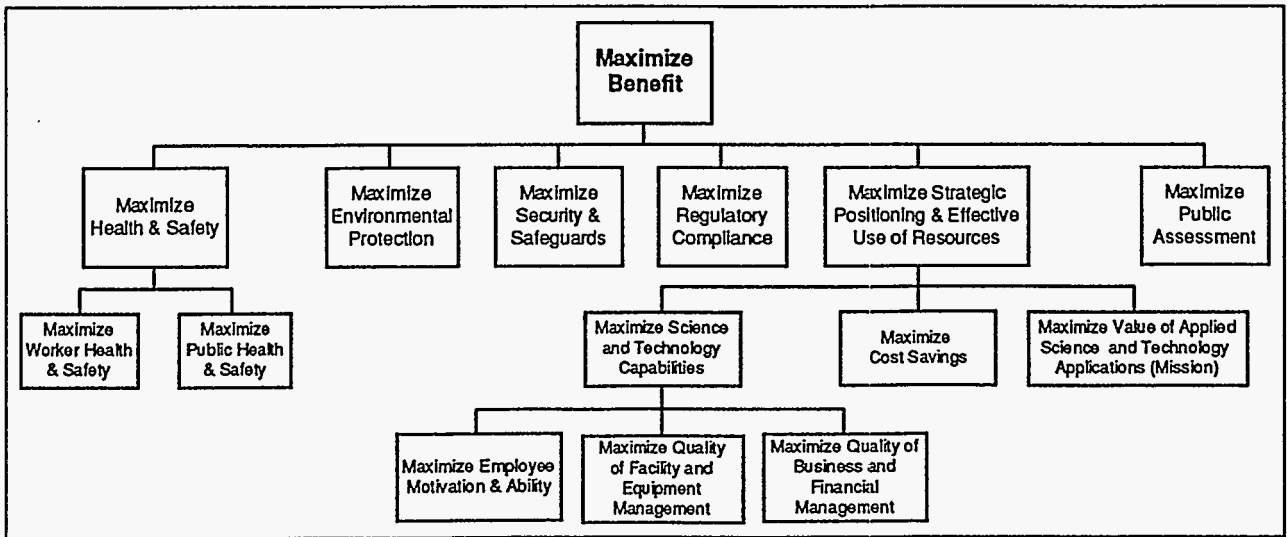 Maximize
Benefit
Maximize
Health & Safety
Maximize
Environmental
Protection
Maximize
Security &
Safeguards
Maximize
Regulatory
Compliance
Maximize Strategic
Positioning & Effective
Use of Resources
Maximize
Public
Assessment
Maximize
Worker Health
& Safety
Maximize
Public Health
& Safety
Maximize Science
and Technology
Capabilities
Maximize
Cost Savings
Maximize Value of Applied
Science and Technology
Applications (Mission)
Maximize Employee
Motivation & Ability
Maximize Quality
of Facility and
Equipment
Management
Maximize Quality of
Business and
Financial
Management